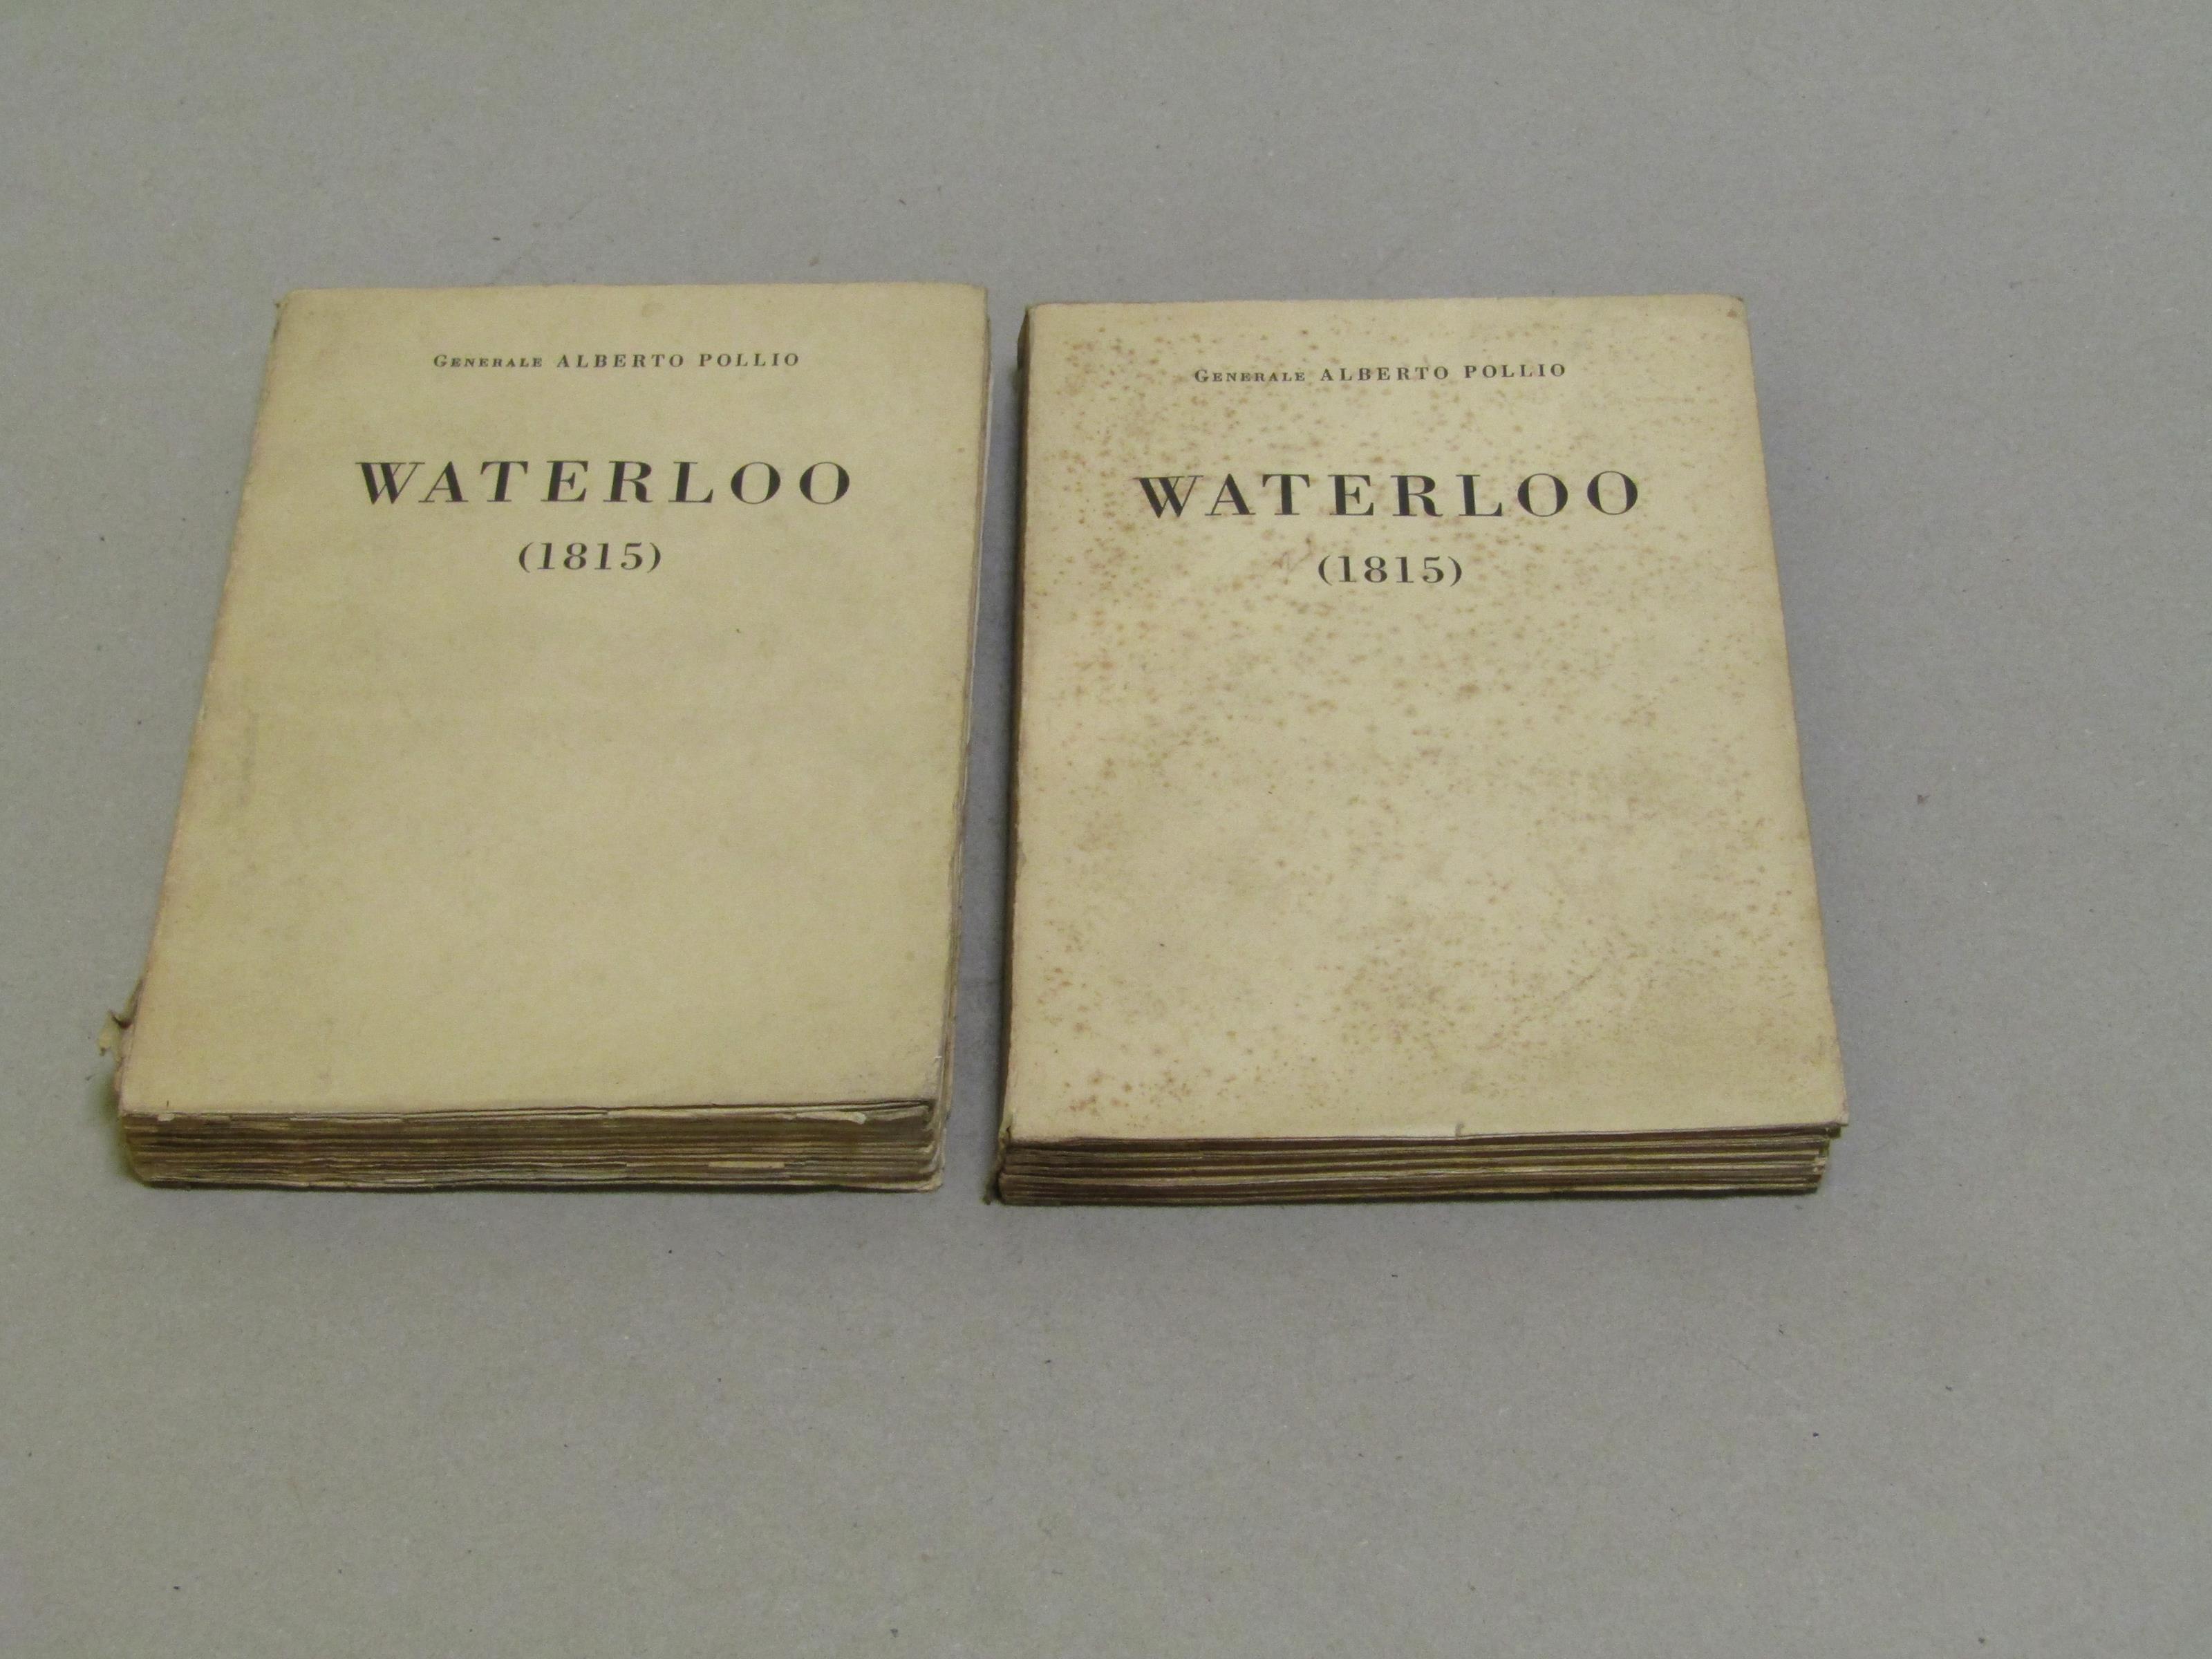 Generale ALBERTO POLLIO
WATERLOO
(1815)
Generale ALBERTO POLLIO
WATERLOO
(1815)